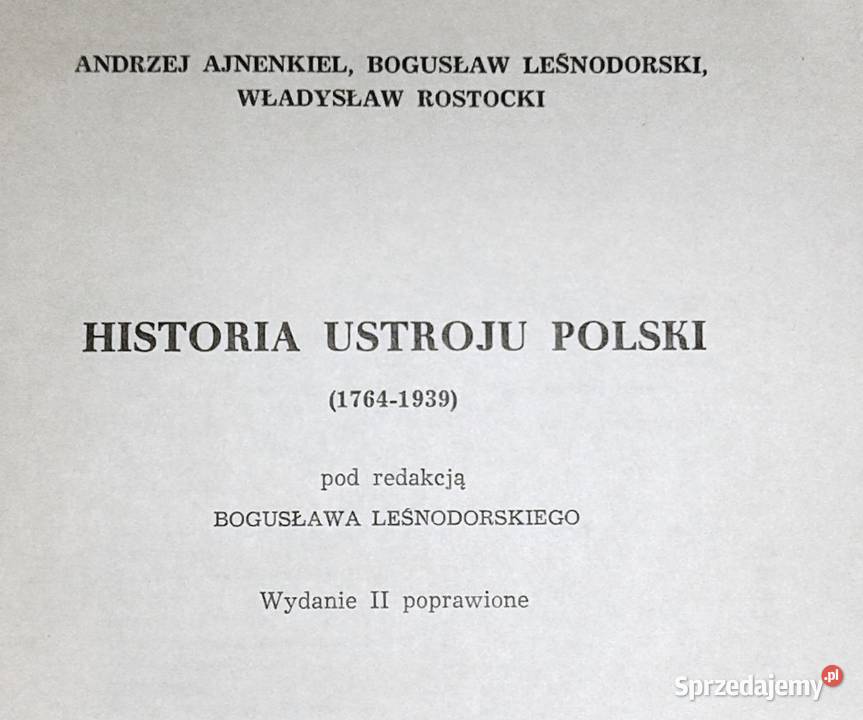 ANDRZEJ AJNENKIEL, BOGUSŁAW LEŚNODORSKI,
WŁADYSŁAW ROSTOCKI
HISTORIA USTROJU POLSKI
(1764-1939)
pod redakcją
BOGUSŁAWA LEŚNODORSKIEGO
Wydanie II poprawione
Sprzedajemy.pl